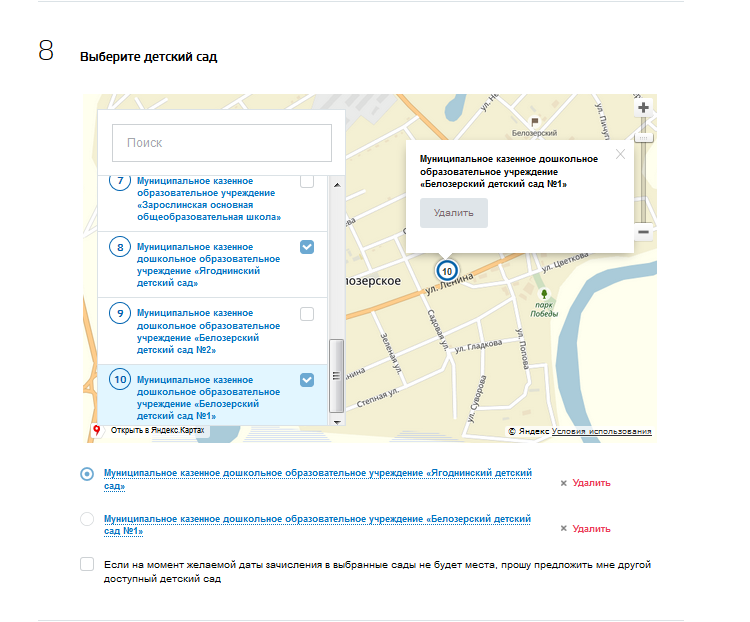 8
Выберите детский сад
Поиск
7
Муниципальное казенное
образовательное учреждение
«Зарослинская основная
общеобразовательная школа»
8
Муниципальное казенное
дошкольное образовательное
учреждение «Ягоднинский
детский сад»
9
Муниципальное казенное
дошкольное образовательное
учреждение «Белозерский
детский сад №2»
10
Муниципальное казенное
дошкольное образовательное
учреждение «Белозерский
детский сад №1»
Открыть в Яндекс.Картах
Белозерский
Муниципальное казенное дошкольное
образовательное учреждение
«Белозерский детский сад №1»
Удалить
10
ул. Цветкова
ул. Ленина
лозерское
парк
Победы
Садовая ул.
Зеленая ул.
ул. Гладкова
ул. Попова
Степная ул.
ул. Суворова
© Яндекс Условия использования
Муниципальное казенное дошкольное образовательное учреждение «Ягоднинский детский
сад»
× Удалить
Муниципальное казенное дошкольное образовательное учреждение «Белозерский детский
сад №1»
× Удалить
Если на момент желаемой даты зачисления в выбранные сады не будет места, прошу предложить мне другой
доступный детский сад